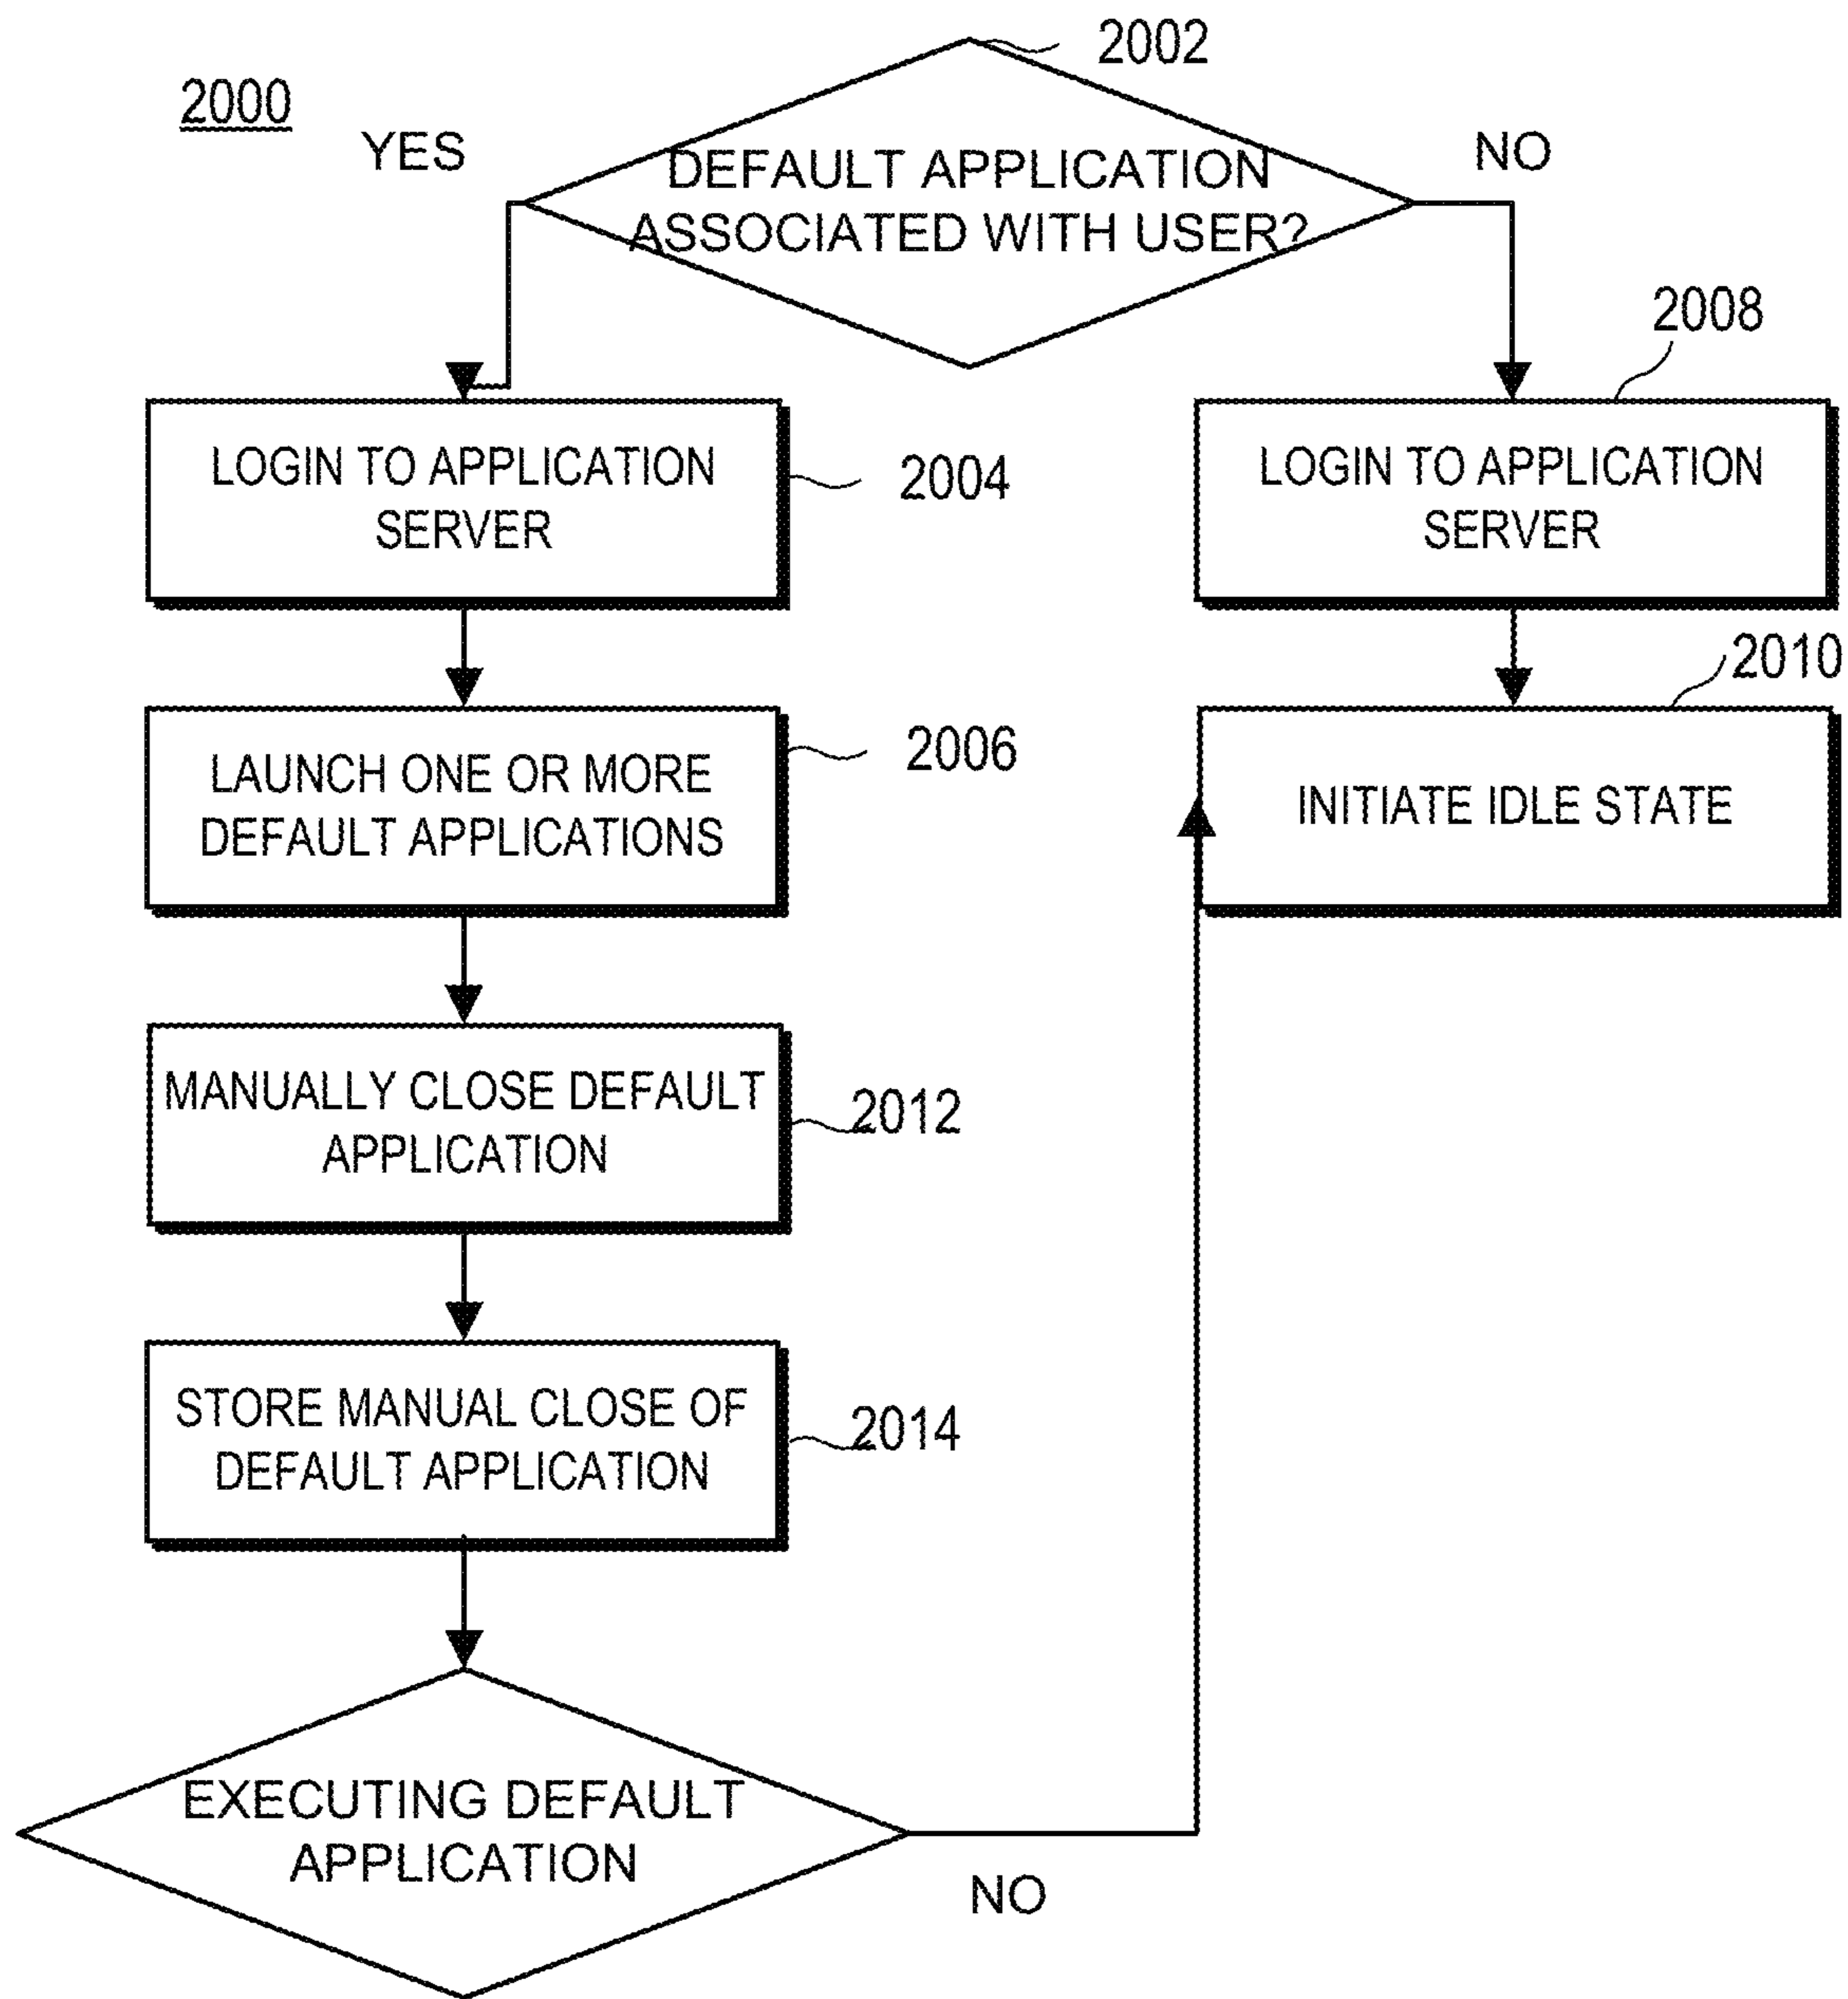 2002
2000
YES
NO
DEFAULT APPLICATION
ASSOCIATED WITH USER?
2008
LOGIN TO APPLICATION
SERVER
2004
LOGIN TO APPLICATION
SERVER
2010
LAUNCH ONE OR MORE
DEFAULT APPLICATIONS
2006
INITIATE IDLE STATE
MANUALLY CLOSE DEFAULT
APPLICATION
2012
STORE MANUAL CLOSE OF
DEFAULT APPLICATION
2014
EXECUTING DEFAULT
APPLICATION
NO